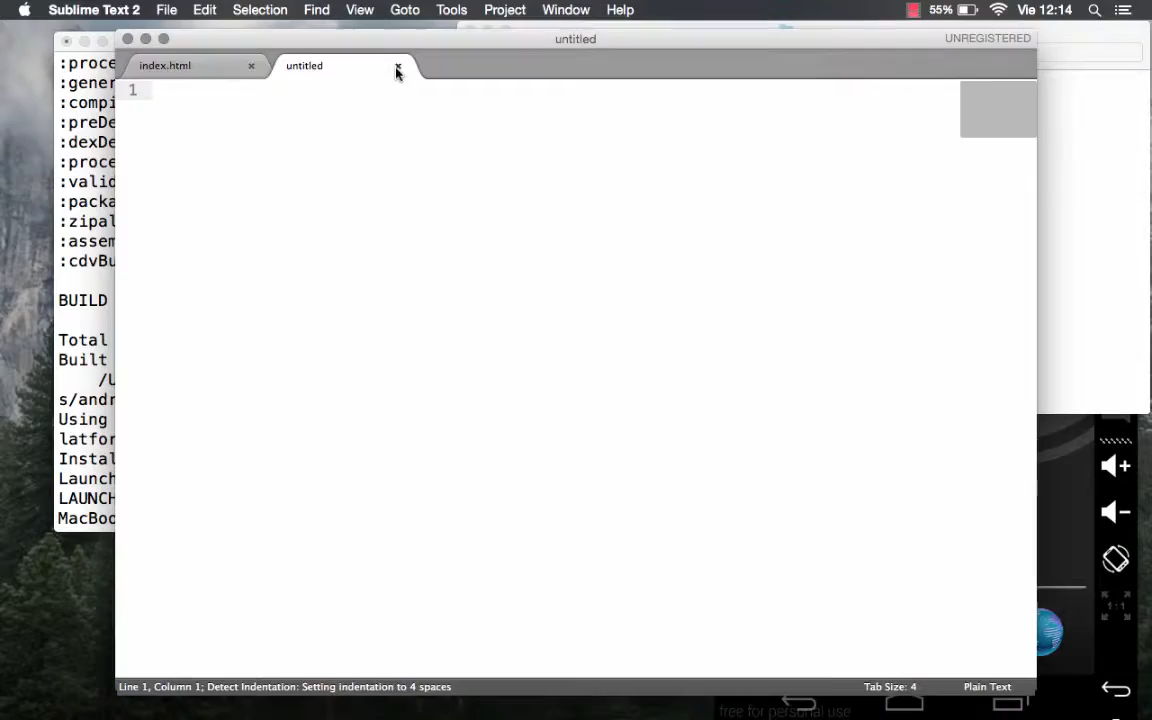 Sublime Text 2 File Edit Selection Find View Goto Tools Project Window Help 55% Vie 12:14
untitled UNREGISTERED
index.html × untitled ×
1
:proce
:gener
:compi
:preDe
:dexDe
:proce
:valid
:packa
:zipal
:assem
:cdvBu
BUILD
Total
Built
/U
s/andr
Using
latfor
Instal
Launch
LAUNCH
MacBoo
1:1
Line 1, Column 1; Detect Indentation: Setting indentation to 4 spaces Tab Size: 4 Plain Text
free for personal use